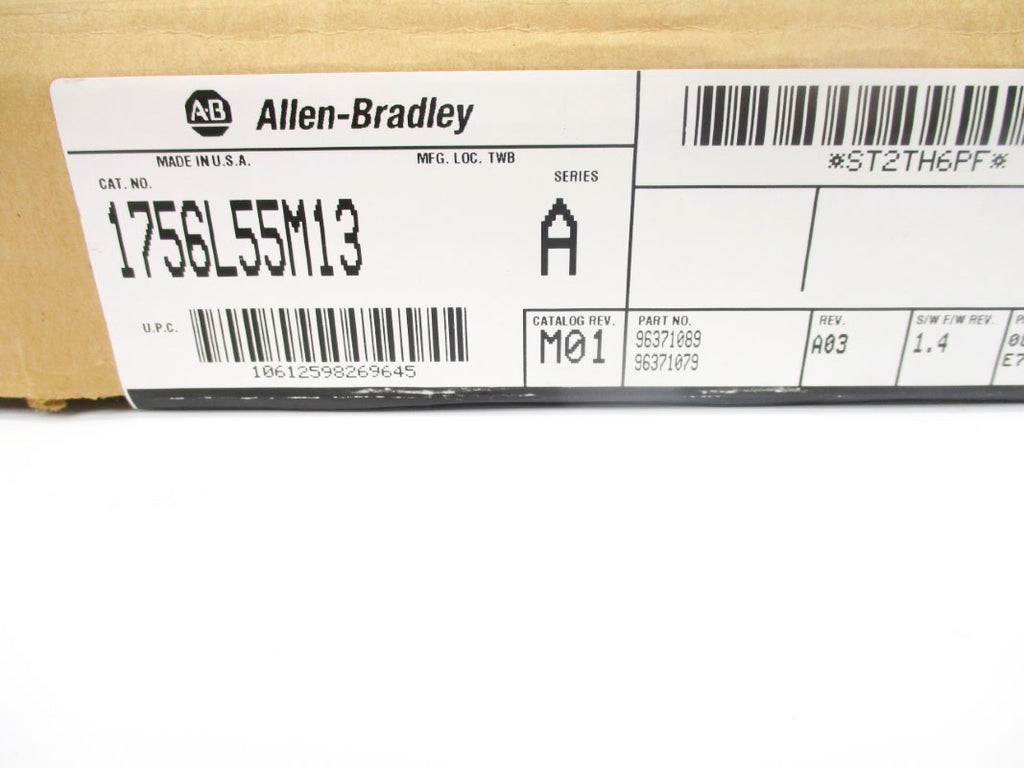 A-B Allen-Bradley
*ST2TH6PF*
MADE IN U.S.A. MFG. LOC. TWB
CAT. NO. SERIES
1756L55M13 A
U.P.C.
10612598269645
CATALOG REV.
M01
PART NO.
96371089
96371079
REV.
A03
S/W F/W REV.
1.4